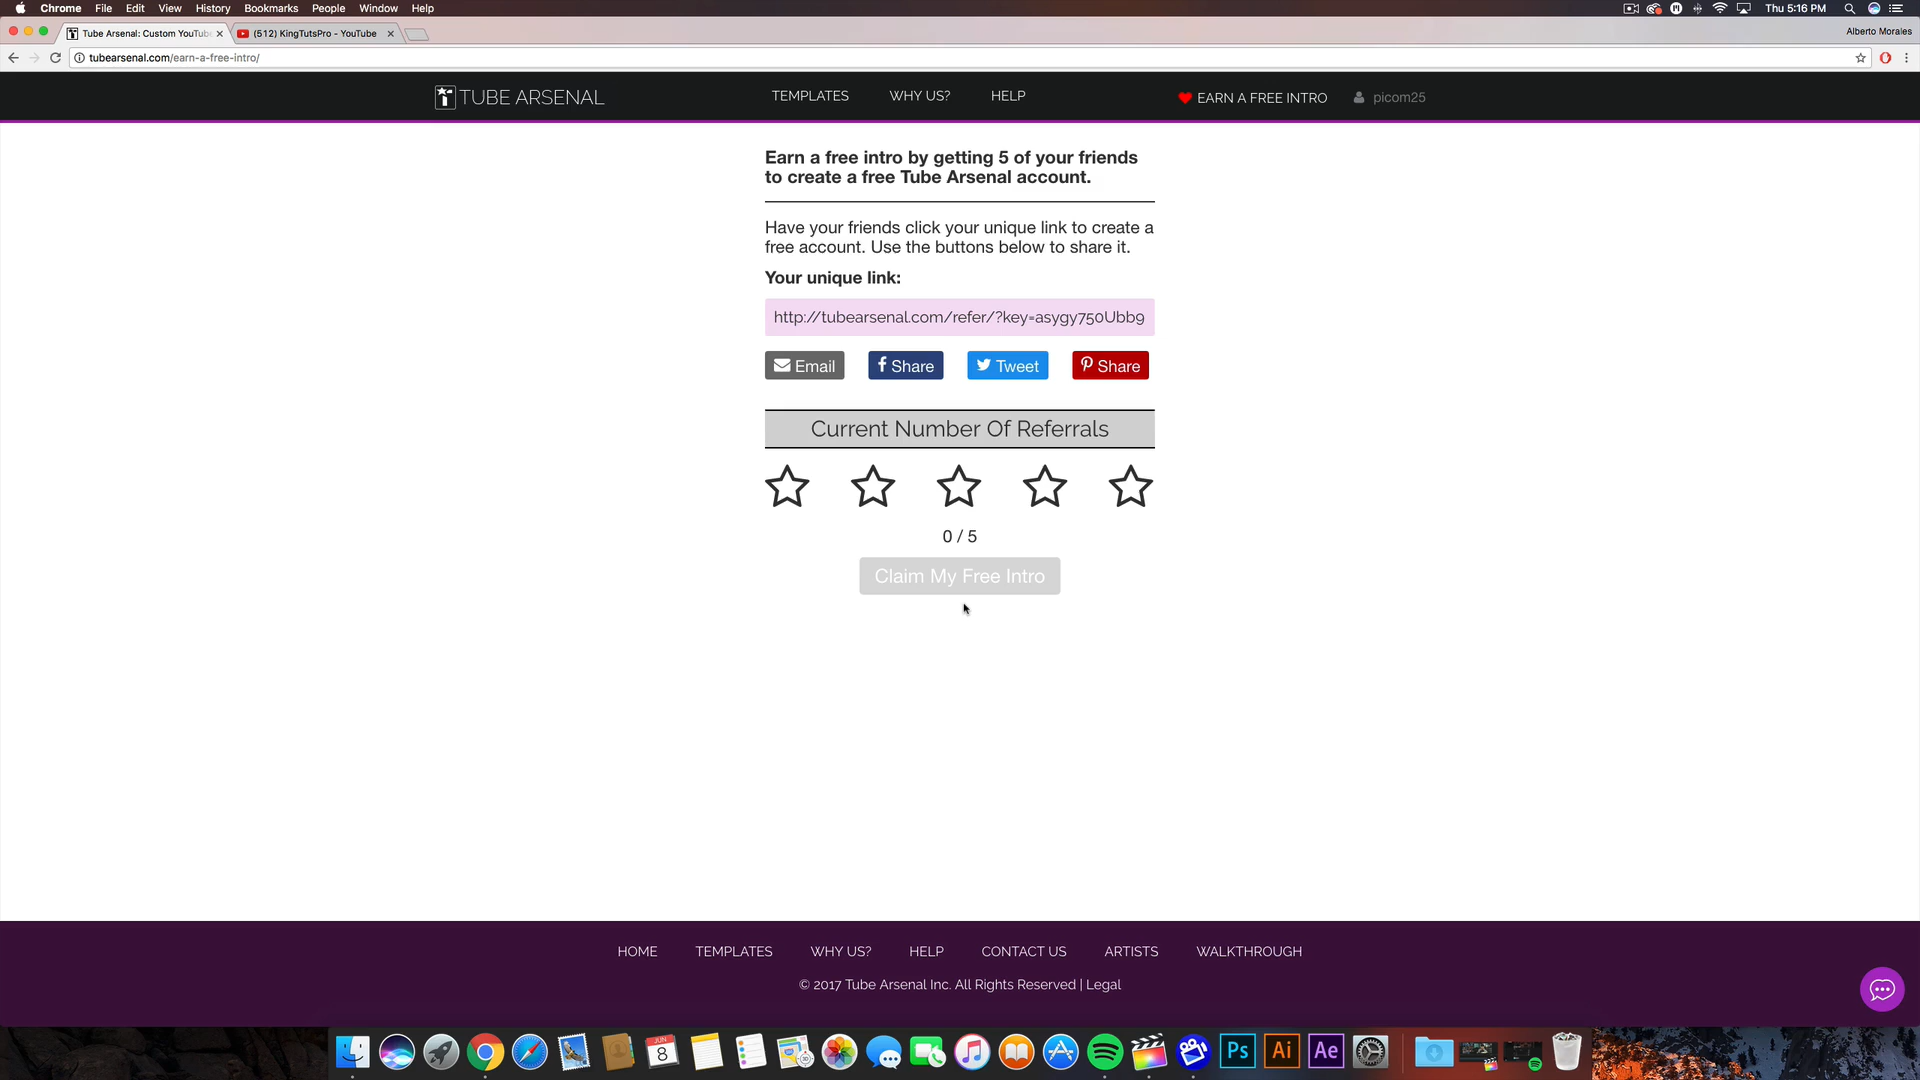 Chrome File Edit View History Bookmarks People Window Help Thu 5:16 PM
Tube Arsenal: Custom YouTube (512) KingTutsPro - YouTube Alberto Morales
tubearsenal.com/earn-a-free-intro/
TUBE ARSENAL TEMPLATES WHY US? HELP EARN A FREE INTRO picom25
Earn a free intro by getting 5 of your friends
to create a free Tube Arsenal account.
Have your friends click your unique link to create a
free account. Use the buttons below to share it.
Your unique link:
http://tubearsenal.com/refer/?key=asygy750Ubb9
Email Share Tweet Share
Current Number Of Referrals
0 / 5
Claim My Free Intro
HOME TEMPLATES WHY US? HELP CONTACT US ARTISTS WALKTHROUGH
© 2017 Tube Arsenal Inc. All Rights Reserved | Legal
JUN
8
Ps Ai Ae